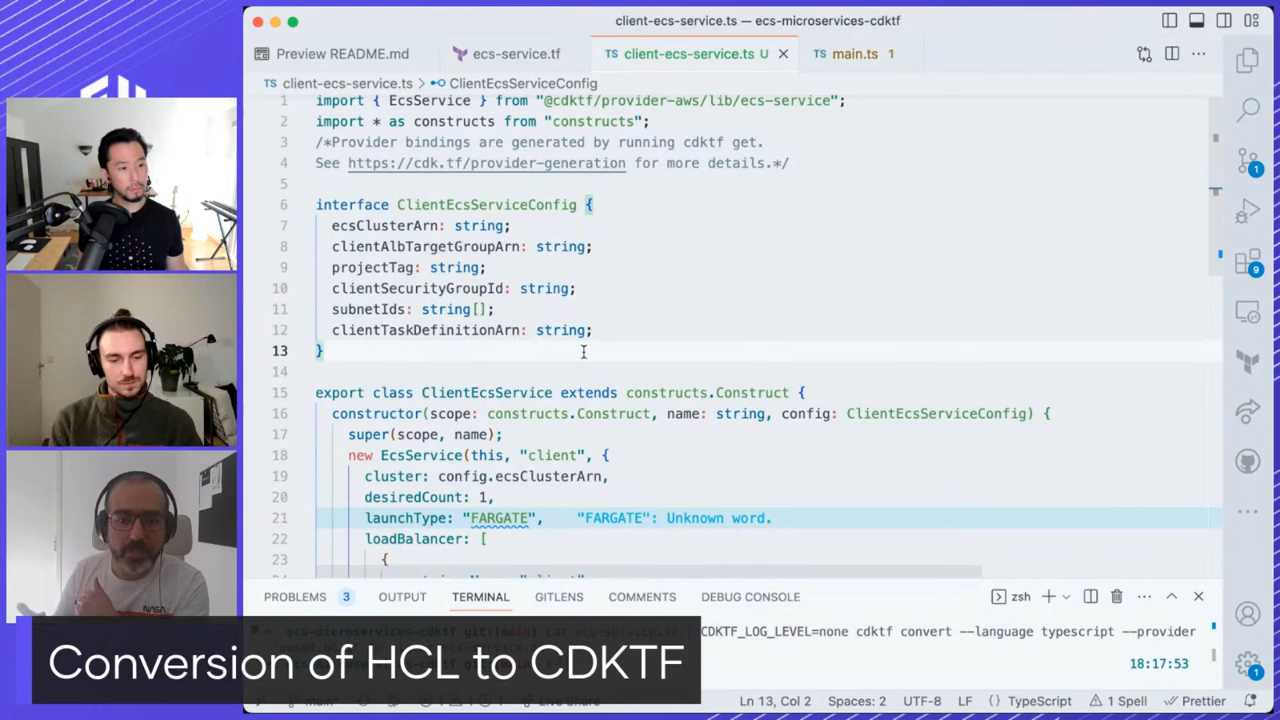 client-ecs-service.ts — ecs-microservices-cdktf
Preview README.md
ecs-service.tf
TS client-ecs-service.ts U
TS main.ts 1
TS client-ecs-service.ts > ClientEcsServiceConfig
1 import { EcsService } from "@cdktf/provider-aws/lib/ecs-service";
2 import * as constructs from "constructs";
3 /*Provider bindings are generated by running cdktf get.
4 See https://cdk.tf/provider-generation for more details.*/
5
6 interface ClientEcsServiceConfig {
7 ecsClusterArn: string;
8 clientAlbTargetGroupArn: string;
9 projectTag: string;
10 clientSecurityGroupId: string;
11 subnetIds: string[];
12 clientTaskDefinitionArn: string;
13 }
14
15 export class ClientEcsService extends constructs.Construct {
16 constructor(scope: constructs.Construct, name: string, config: ClientEcsServiceConfig) {
17 super(scope, name);
18 new EcsService(this, "client", {
19 cluster: config.ecsClusterArn,
20 desiredCount: 1,
21 launchType: "FARGATE", "FARGATE": Unknown word.
22 loadBalancer: [
23 {
1
9
1
PROBLEMS 3 OUTPUT TERMINAL GITLENS COMMENTS DEBUG CONSOLE zsh
CDKTF_LOG_LEVEL=none cdktf convert --language typescript --provider
18:17:53
NASA
Conversion of HCL to CDKTF
Ln 13, Col 2 Spaces: 2 UTF-8 LF {} TypeScript 1 Spell Prettier